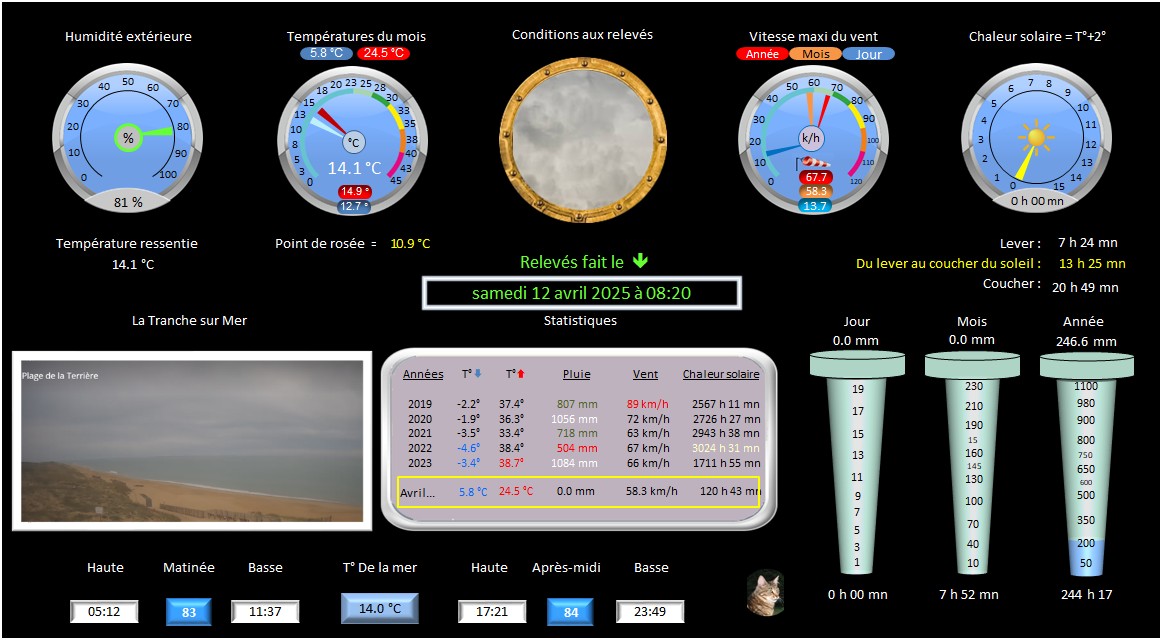 Humidité extérieure
Températures du mois
5.8 °C 24.5 °C
Conditions aux relevés
Vitesse maxi du vent
Année Mois Jour
Chaleur solaire = T°+2°
0 10 20 30 40 50 60 70 80 90 100
%
81 %
0 3 5 8 10 13 15 18 20 23 25 28 30 33 35 38 40 43 45
°C
14.1 °C
14.9 °
12.7 °
0 10 20 30 40 50 60 70 80 90 100 110 120
k/h
67.7
58.3
13.7
0 1 2 3 4 5 6 7 8 9 10 11 12 13 14 15
0 h 00 mn
Température ressentie
14.1 °C
Point de rosée = 10.9 °C
Relevés fait le
samedi 12 avril 2025 à 08:20
Lever : 7 h 24 mn
Du lever au coucher du soleil : 13 h 25 mn
Coucher : 20 h 49 mn
La Tranche sur Mer
Plage de la Terrière
Statistiques
Années T° T° Pluie Vent Chaleur solaire
2019 -2.2° 37.4° 807 mm 89 km/h 2567 h 11 mn
2020 -1.9° 36.3° 1056 mm 72 km/h 2726 h 27 mn
2021 -3.5° 33.4° 718 mm 63 km/h 2943 h 38 mn
2022 -4.6° 38.4° 504 mm 67 km/h 3024 h 31 mn
2023 -3.4° 38.7° 1084 mm 66 km/h 1711 h 55 mn
Avril... 5.8 °C 24.5 °C 0.0 mm 58.3 km/h 120 h 43 mn
Jour
0.0 mm
19
17
15
13
11
9
7
5
3
1
0 h 00 mn
Mois
0.0 mm
230
210
190
15
160
145
130
100
70
40
10
7 h 52 mn
Année
246.6 mm
1100
980
900
800
750
650
600
500
350
200
50
244 h 17
Haute Matinée Basse
05:12 83 11:37
T° De la mer
14.0 °C
Haute Après-midi Basse
17:21 84 23:49